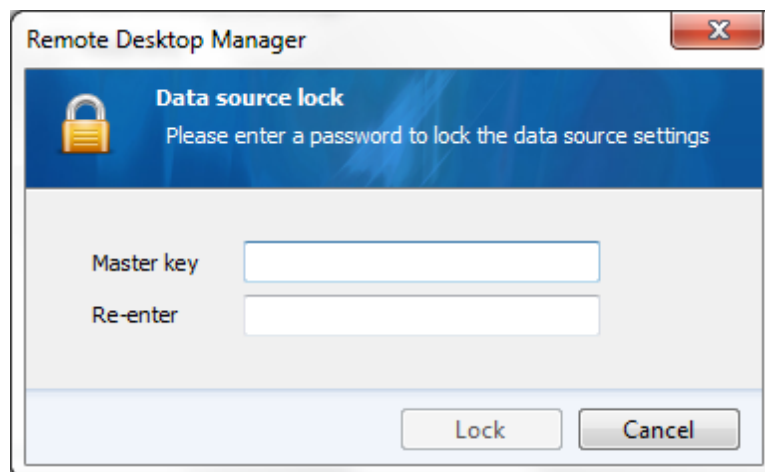 Remote Desktop Manager
Data source lock
Please enter a password to lock the data source settings
Master key
Re-enter
Lock
Cancel